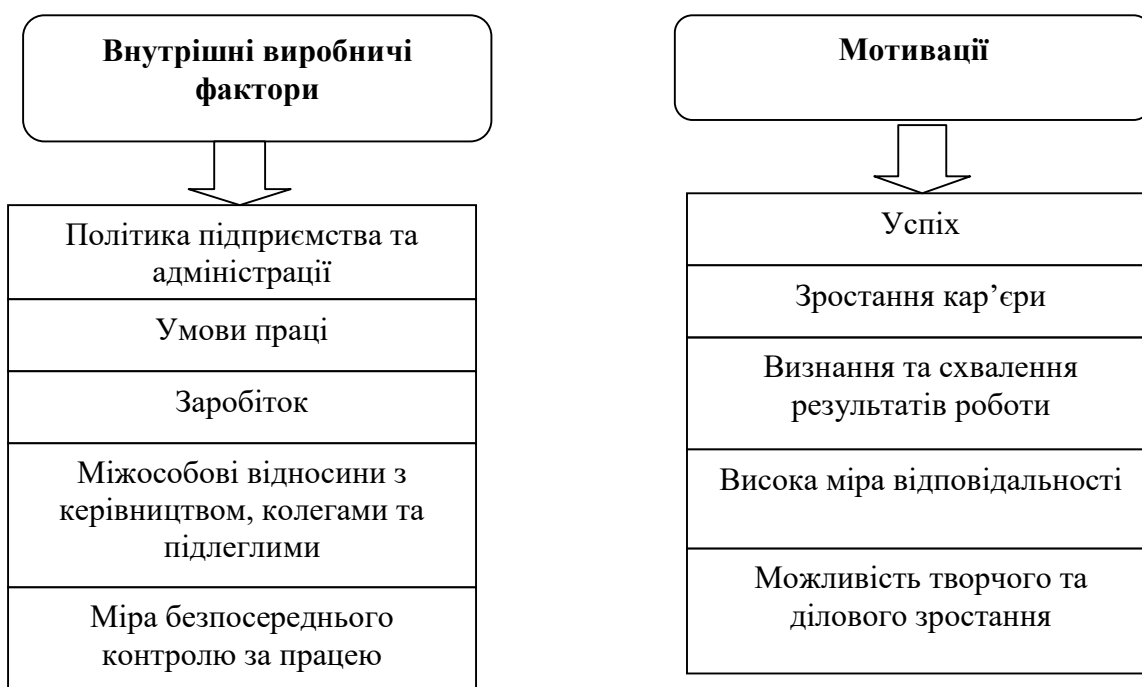 Внутрішні виробничі
фактори
Політика підприємства та
адміністрації
Умови праці
Заробіток
Міжособові відносини з
керівництвом, колегами та
підлеглими
Міра безпосереднього
контролю за працею
Мотивації
Успіх
Зростання кар’єри
Визнання та схвалення
результатів роботи
Висока міра відповідальності
Можливість творчого та
ділового зростання